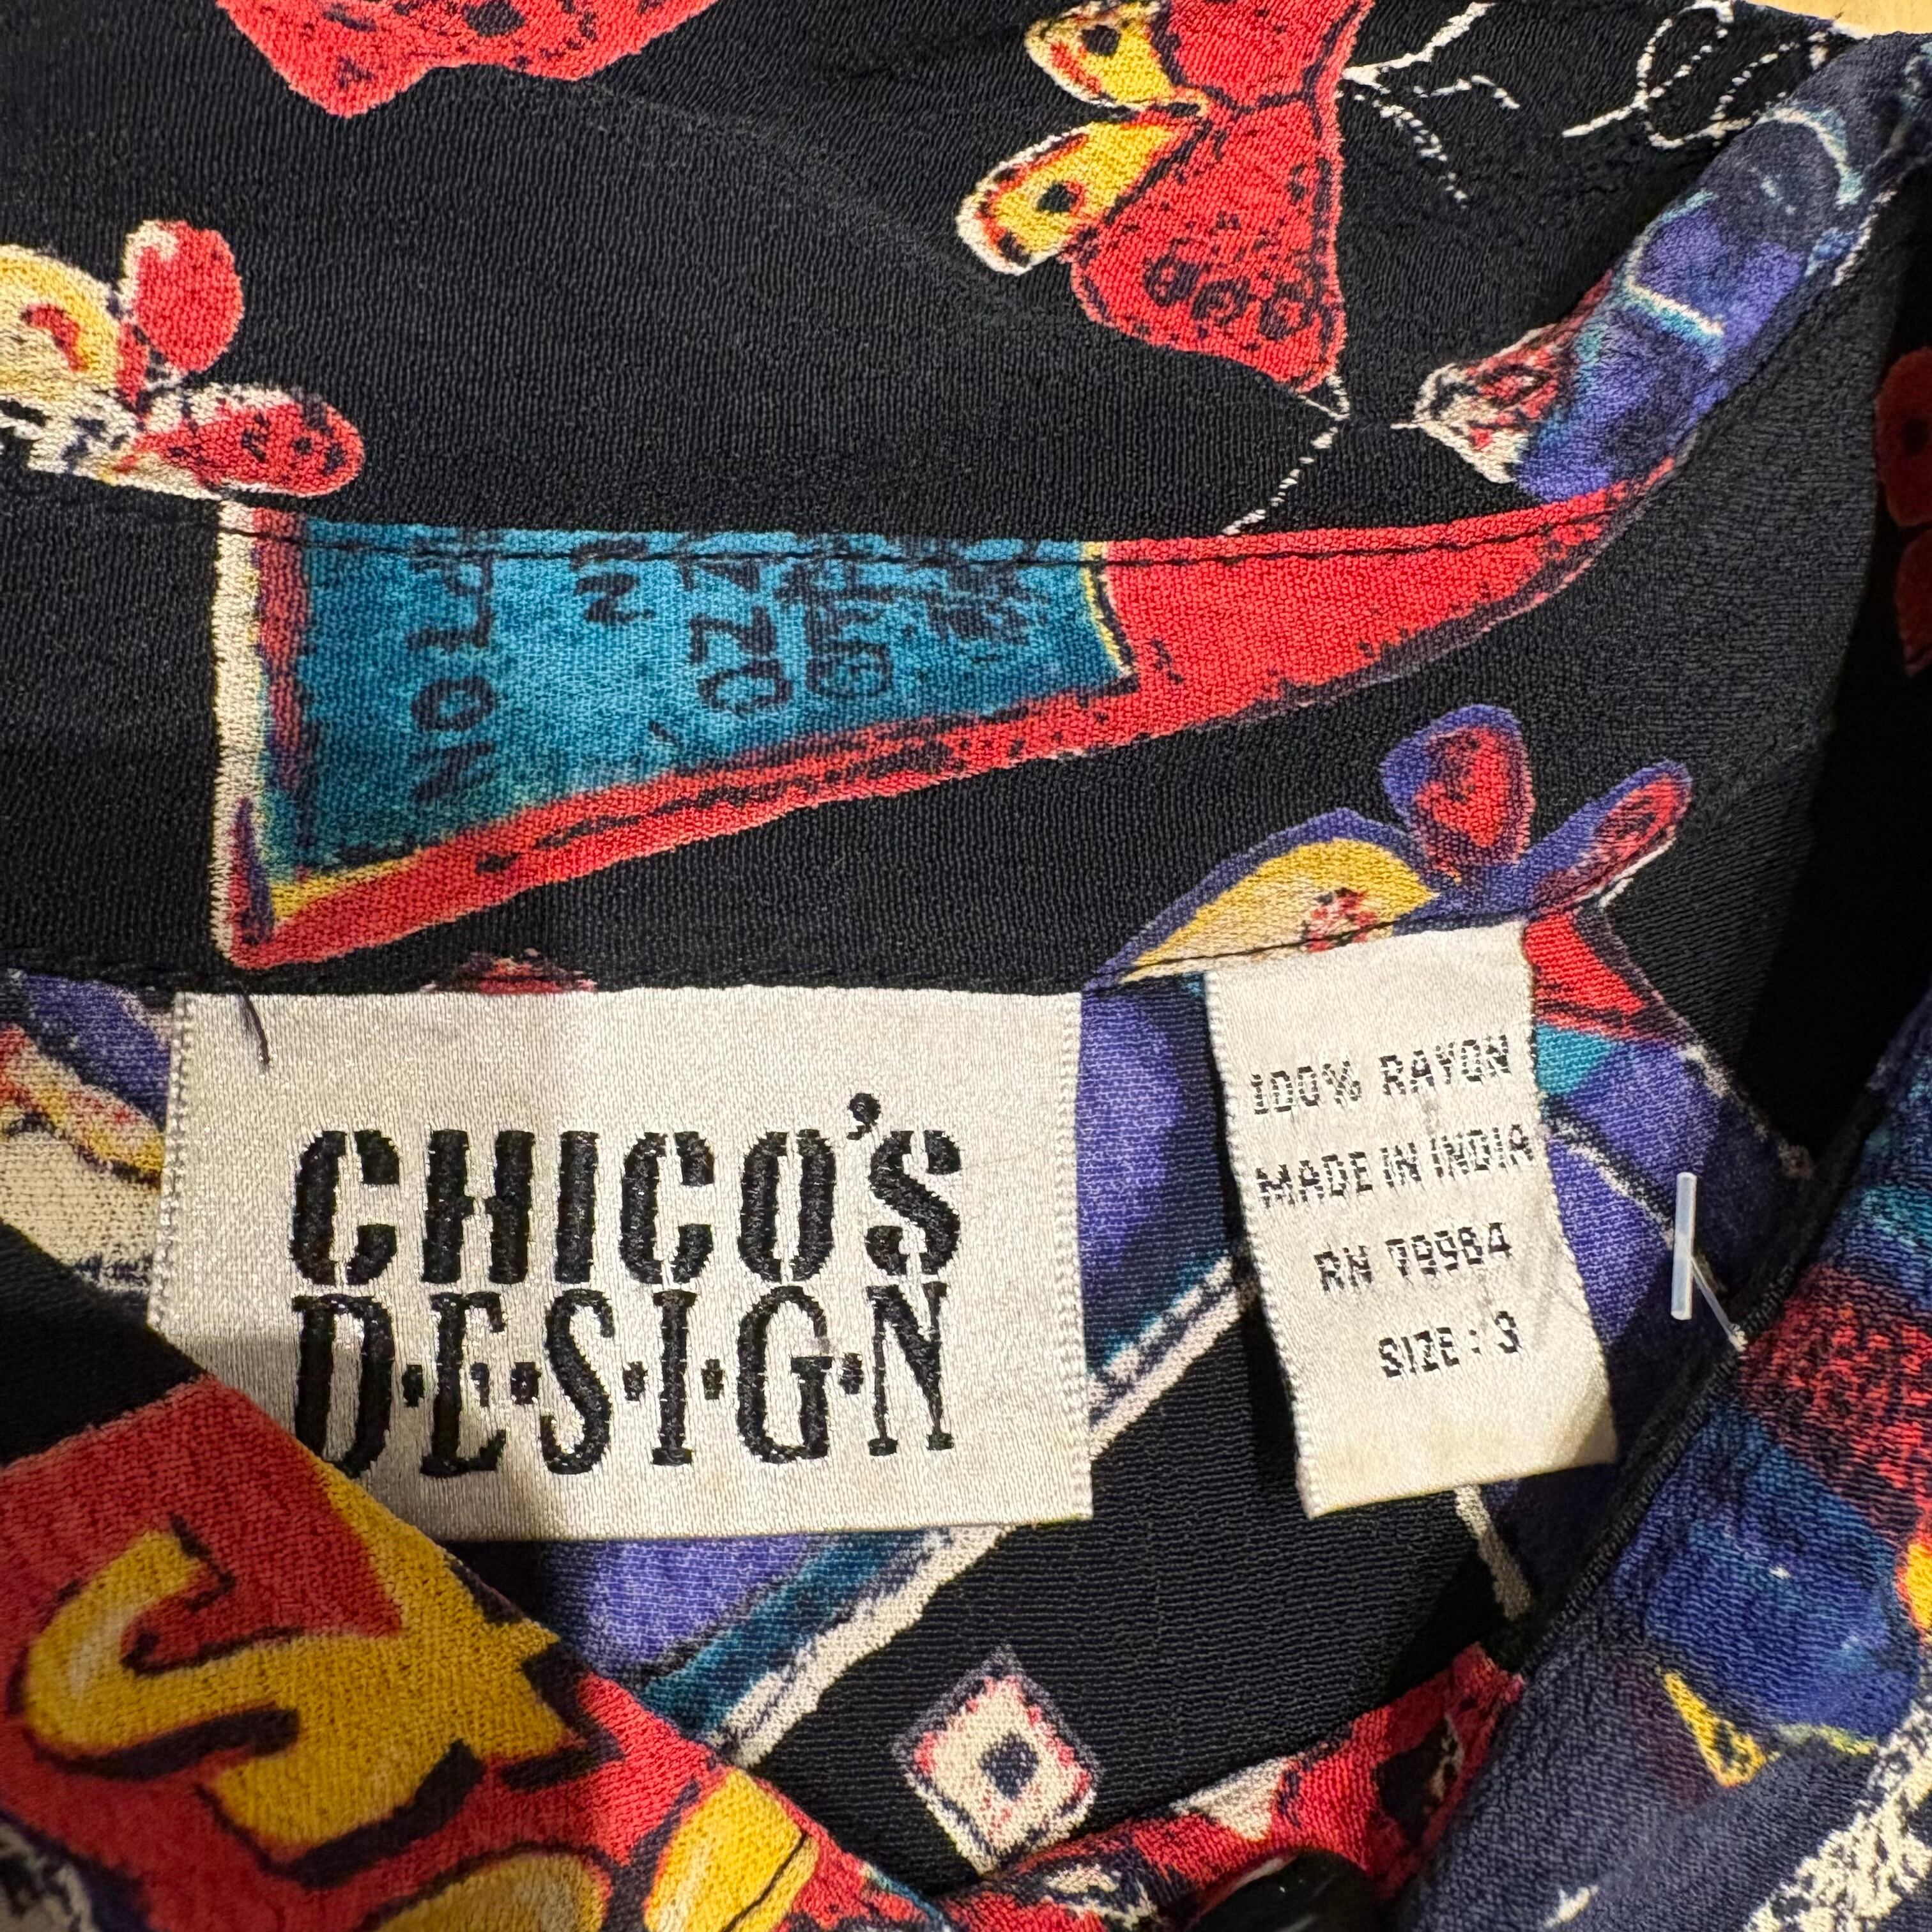 CHICO'S
D·E·S·I·G·N
100% RAYON
MADE IN INDIA
RN 79984
SIZE : 3